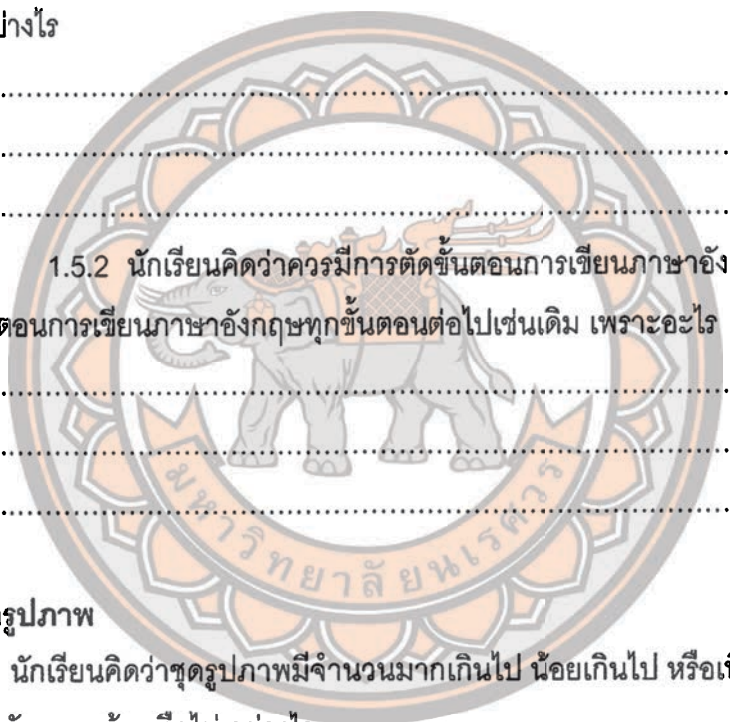 ย่างไร
..........................................................................
..........................................................................
..........................................................................
1.5.2 นักเรียนคิดว่าควรมีการตัดขั้นตอนการเขียนภาษาอัง
ตอนการเขียนภาษาอังกฤษทุกขั้นตอนต่อไปเช่นเดิม เพราะอะไร
..........................................................................
..........................................................................
..........................................................................
มหาวิทยาลัยนเรศวร
รูปภาพ
นักเรียนคิดว่าชุดรูปภาพมีจำนวนมากเกินไป น้อยเกินไป หรือเ